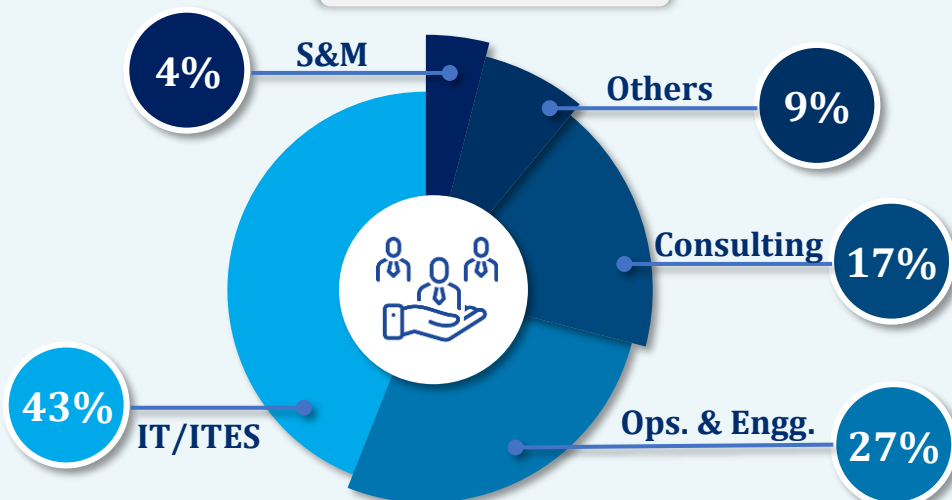 S&M
4%
Others
9%
Consulting
17%
Ops. & Engg.
27%
43%
IT/ITES